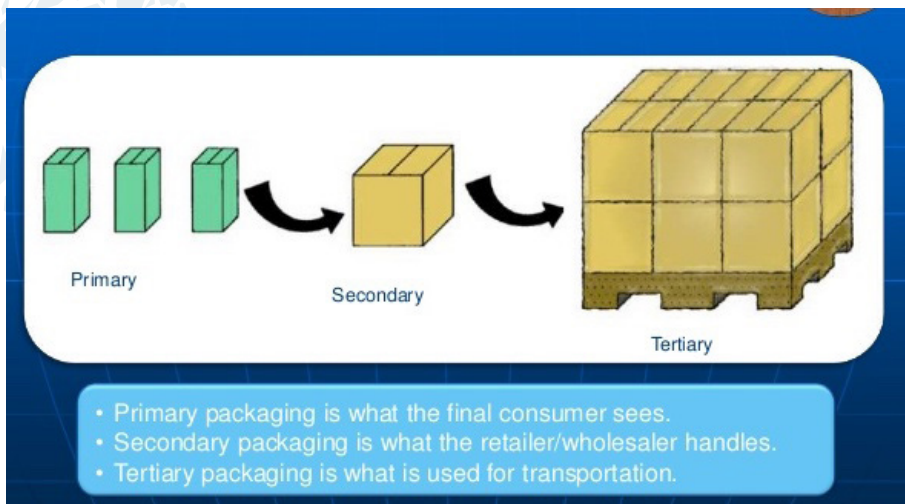 Primary
Secondary
Tertiary
• Primary packaging is what the final consumer sees.
• Secondary packaging is what the retailer/wholesaler handles.
• Tertiary packaging is what is used for transportation.